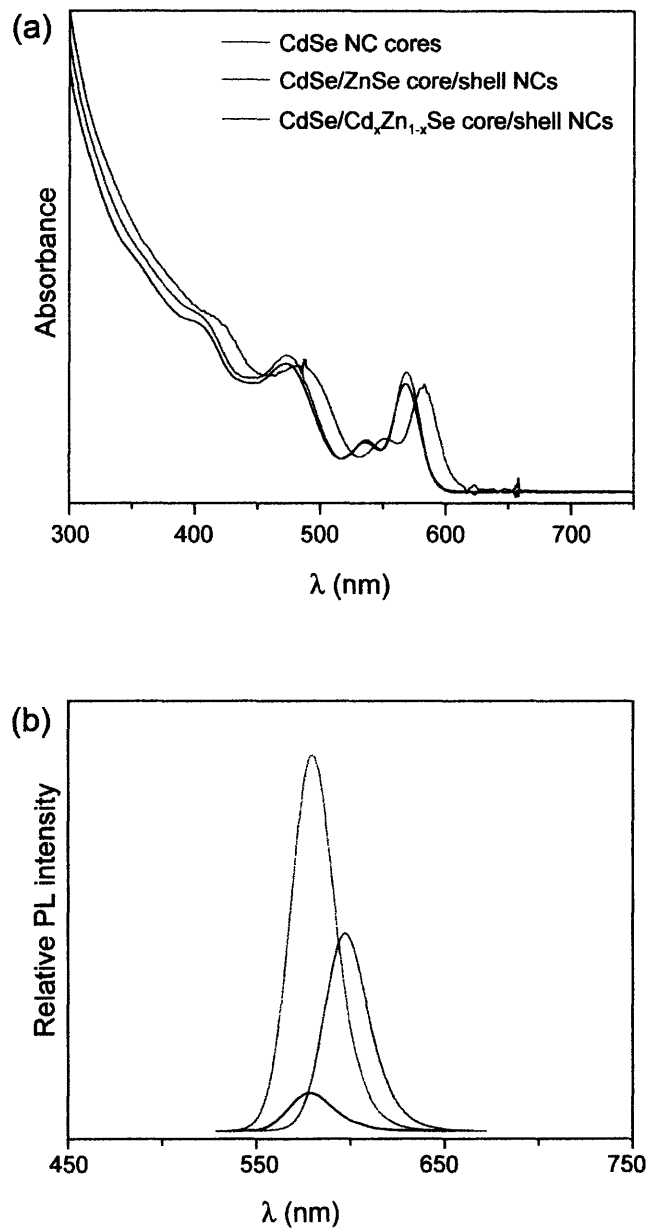 (a)
CdSe NC cores
CdSe/ZnSe core/shell NCs
CdSe/CdₓZn₁₋ₓSe core/shell NCs
Absorbance
300 400 500 600 700
λ (nm)
(b)
Relative PL intensity
450 550 650 750
λ (nm)